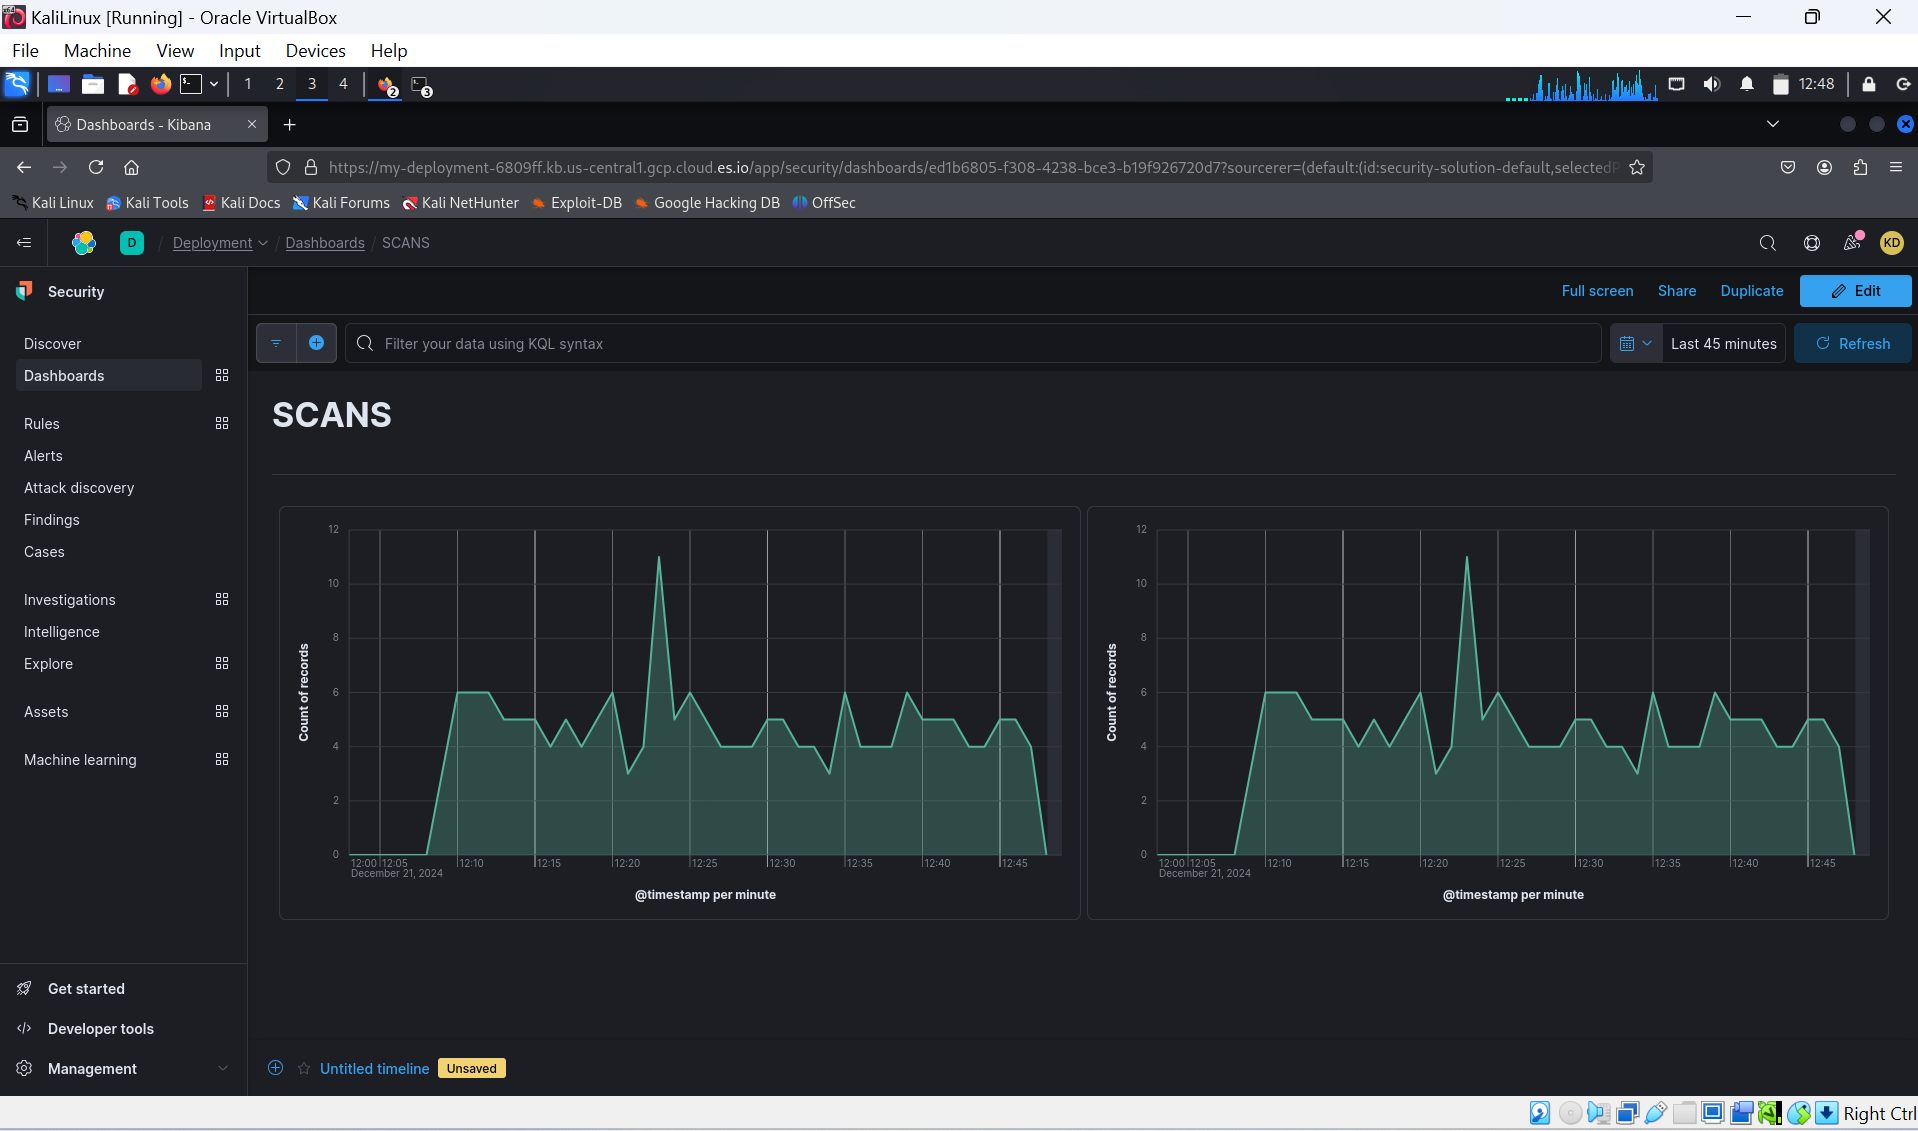 KaliLinux [Running] - Oracle VirtualBox
File Machine View Input Devices Help
1 2 3 4 2 3 12:48
Dashboards - Kibana
https://my-deployment-6809ff.kb.us-central1.gcp.cloud.es.io/app/security/dashboards/ed1b6805-f308-4238-bce3-b19f926720d7?sourcerer=(default:(id:security-solution-default,selectedP
Kali Linux Kali Tools Kali Docs Kali Forums Kali NetHunter Exploit-DB Google Hacking DB OffSec
D / Deployment / Dashboards / SCANS KD
Security
Full screen Share Duplicate Edit
Filter your data using KQL syntax Last 45 minutes Refresh
Discover
Dashboards
Rules
Alerts
Attack discovery
Findings
Cases
Investigations
Intelligence
Explore
Assets
Machine learning
Get started
Developer tools
Management
SCANS
Count of records
12
10
8
6
4
2
0
12:00 12:05 12:10 12:15 12:20 12:25 12:30 12:35 12:40 12:45
December 21, 2024
@timestamp per minute
Count of records
12
10
8
6
4
2
0
12:00 12:05 12:10 12:15 12:20 12:25 12:30 12:35 12:40 12:45
December 21, 2024
@timestamp per minute
Untitled timeline Unsaved
Right Ctrl